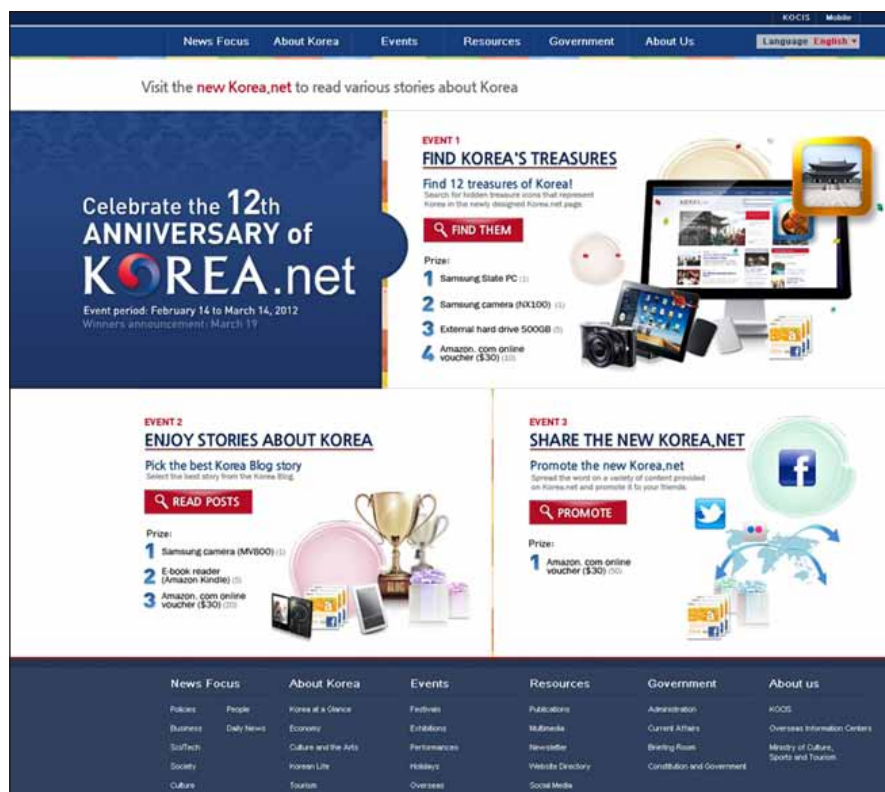 KOCIS Mobile
News Focus About Korea Events Resources Government About Us Language English
Visit the new Korea.net to read various stories about Korea
Celebrate the 12th
ANNIVERSARY of
KOREA.net
Event period: February 14 to March 14, 2012
Winners announcement: March 19
EVENT 1
FIND KOREA'S TREASURES
Find 12 treasures of Korea!
Search for hidden treasure icons that represent
Korea in the newly designed Korea.net page.
FIND THEM
Prize:
1 Samsung Slate PC (1)
2 Samsung camera (NX100) (1)
3 External hard drive 500GB (5)
4 Amazon. com online
voucher ($30) (10)
EVENT 2
ENJOY STORIES ABOUT KOREA
Pick the best Korea Blog story
Select the best story from the Korea Blog.
READ POSTS
Prize:
1 Samsung camera (MV800) (1)
2 E-book reader
(Amazon Kindle) (5)
3 Amazon. com online
voucher ($30) (20)
BLOG
EVENT 3
SHARE THE NEW KOREA.NET
Promote the new Korea.net
Spread the word on a variety of content provided
on Korea.net and promote it to your friends.
PROMOTE
Prize:
1 Amazon. com online
voucher ($30) (50)
News Focus About Korea Events Resources Government About us
Policies People Korea at a Glance Festivals Publications Administration KOCIS
Business Daily News Economy Exhibitions Multimedia Current Affairs Overseas Information Centers
Sci/Tech Culture and the Arts Performances Newsletter Briefing Room Ministry of Culture,
Sports and Tourism
Society Korean Life Holidays Website Directory Constitution and Government
Culture Tourism Overseas Social Media